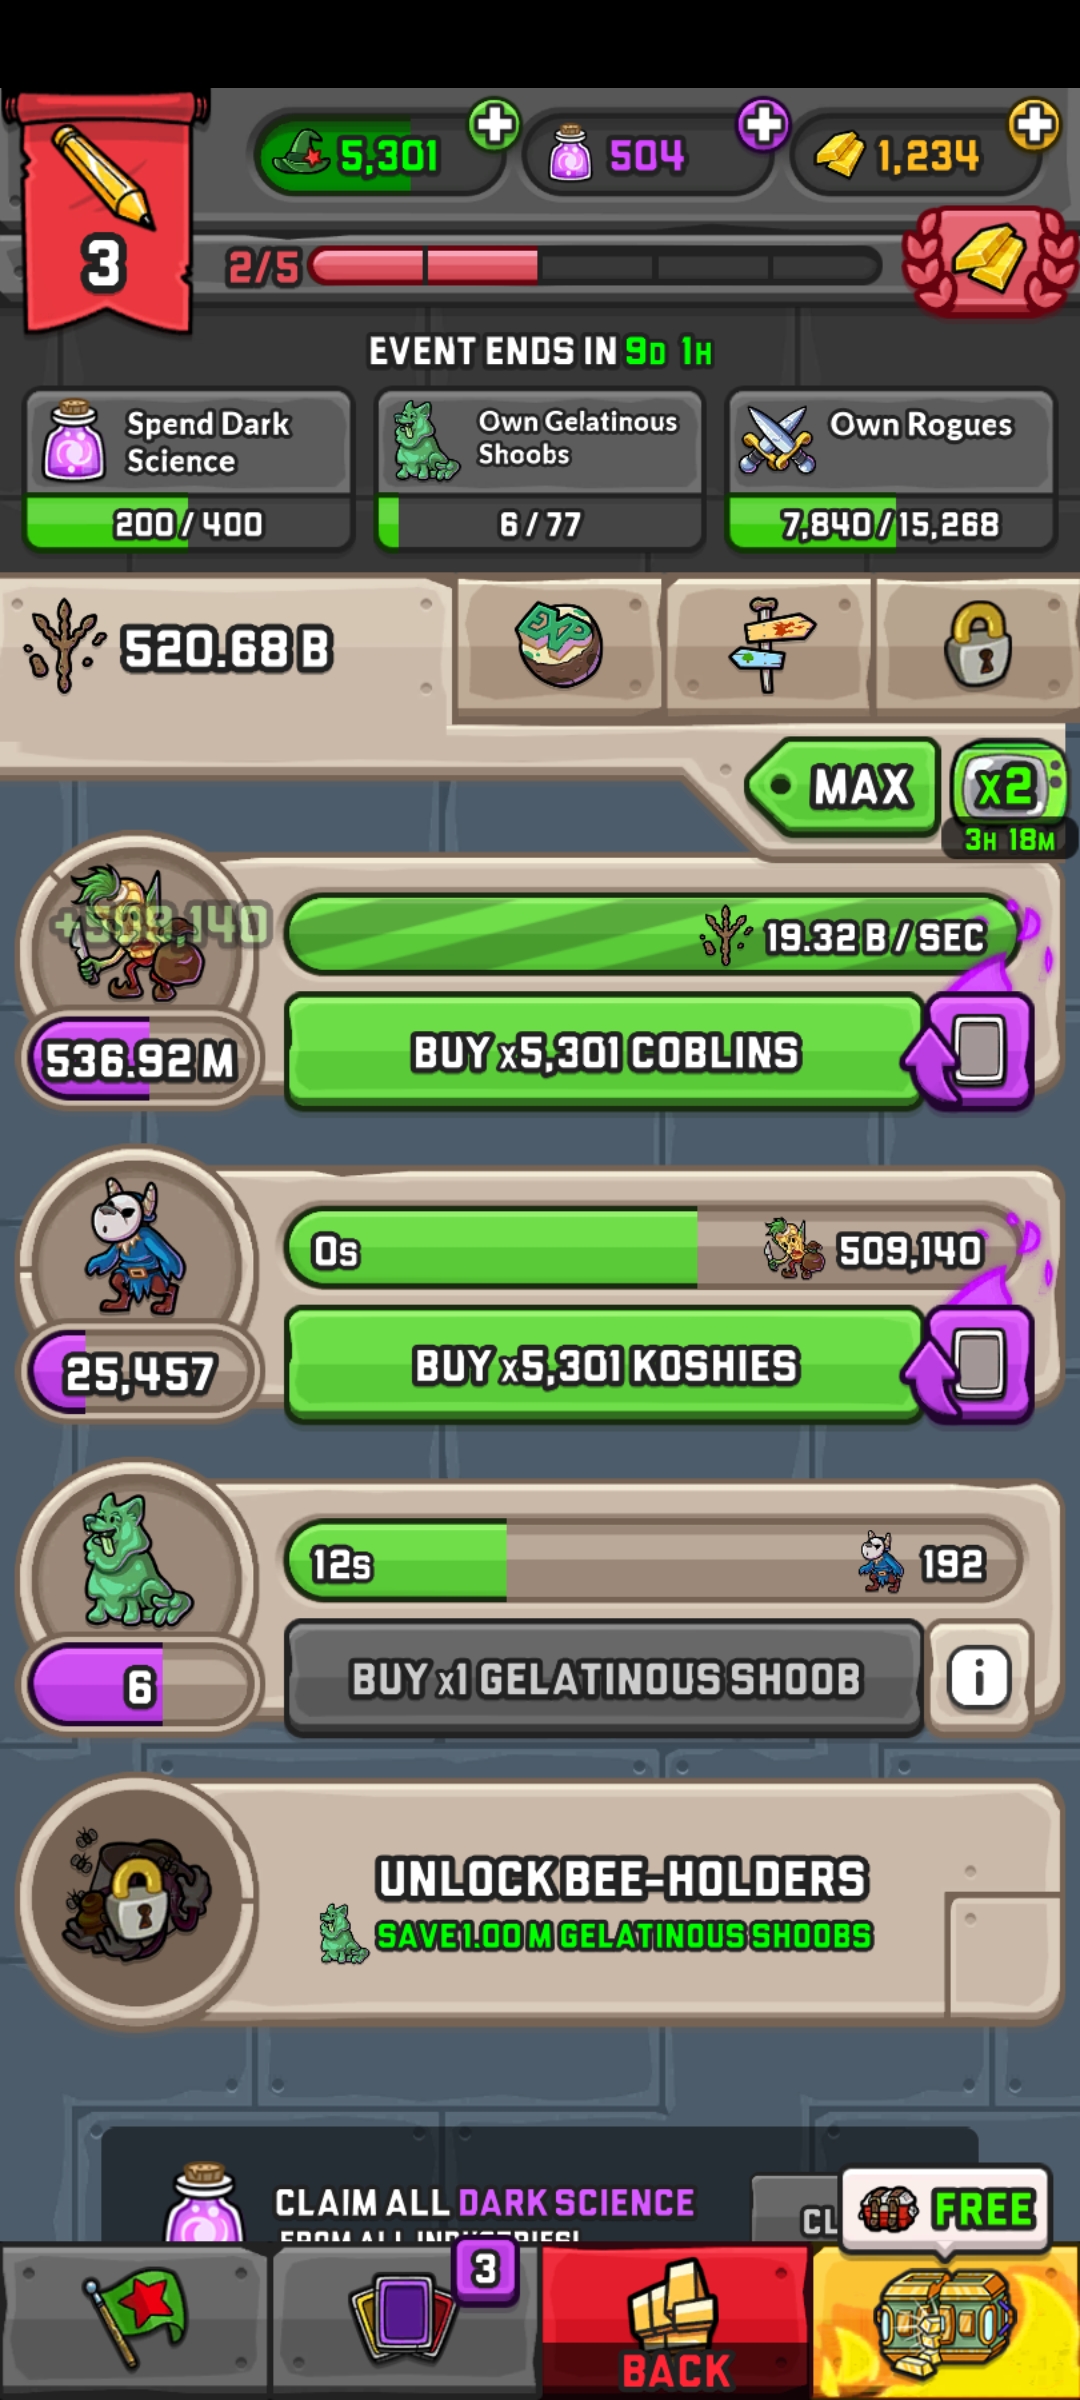 5,301
504
1,234
3
2/5
EVENT ENDS IN 9D 1H
Spend Dark
Science
200/400
Own Gelatinous
Shoobs
6/77
Own Rogues
7,840/15,268
520.68 B
EXP
MAX
x2
3H 18M
19.32 B / SEC
536.92 M
BUY x5,301 COBLINS
0s
509,140
25,457
BUY x5,301 KOSHIES
12s
192
6
BUY x1 GELATINOUS SHOOB
i
UNLOCK BEE-HOLDERS
SAVE 1.00 M GELATINOUS SHOOBS
CLAIM ALL DARK SCIENCE
FROM ALL INDUSTRIES!
CL
FREE
3
BACK